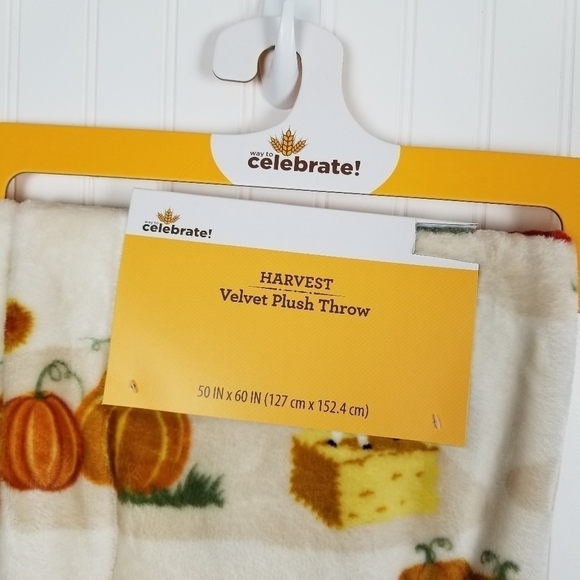 way to
celebrate!
way to
celebrate!
HARVEST
Velvet Plush Throw
50 IN x 60 IN (127 cm x 152.4 cm)